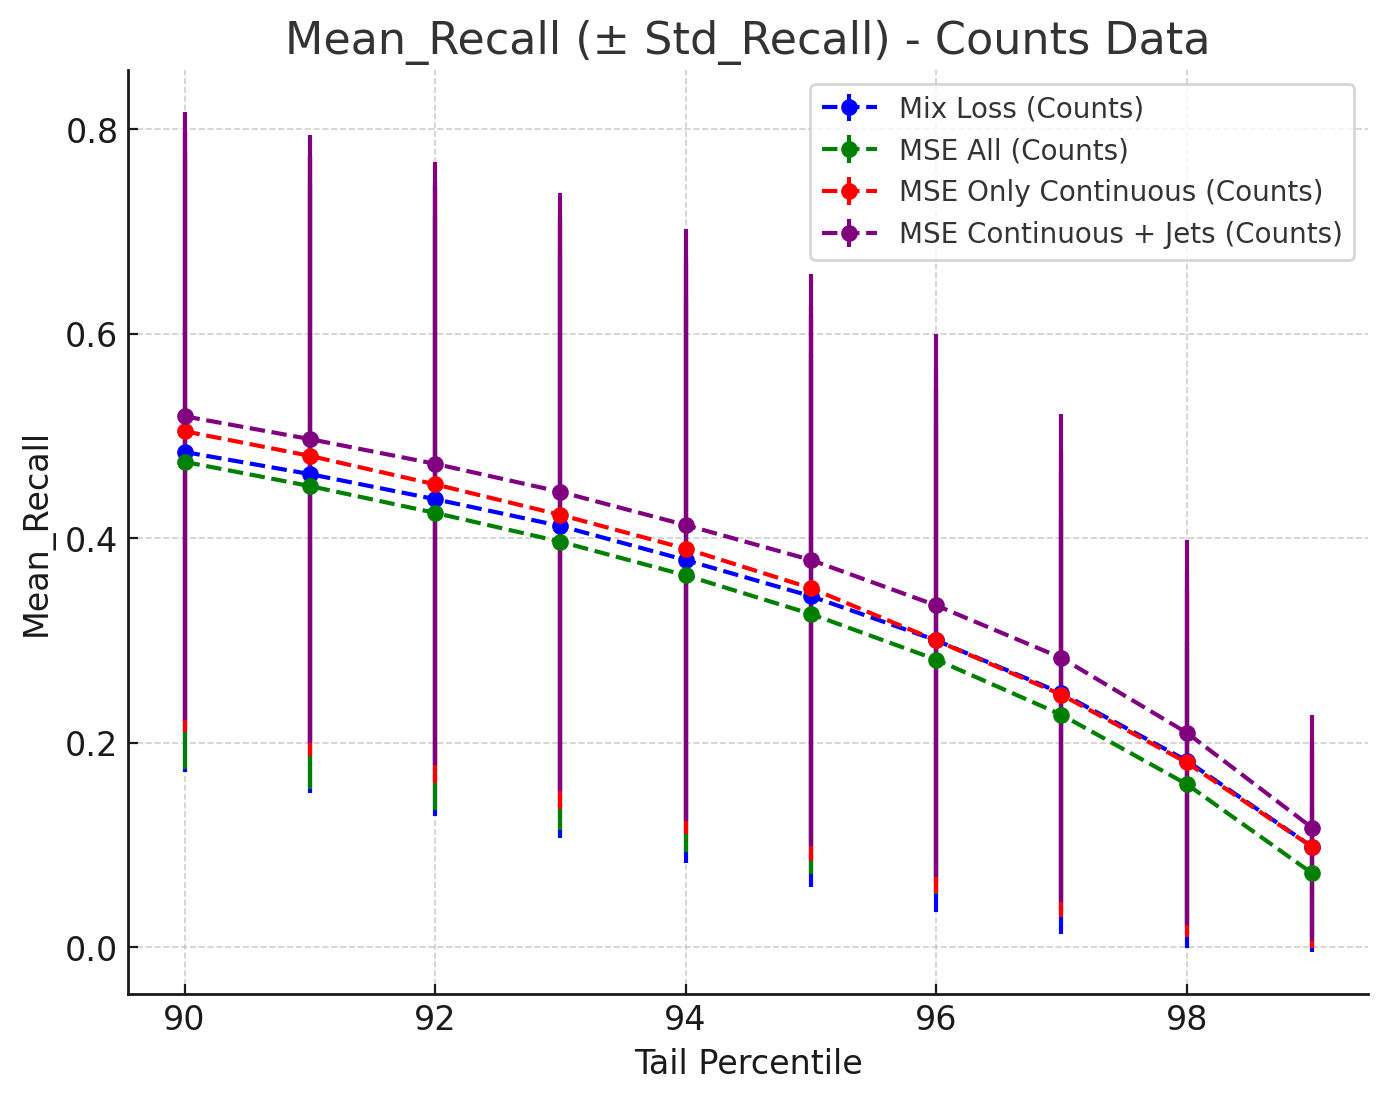 Mean_Recall (± Std_Recall) - Counts Data
Mix Loss (Counts)
MSE All (Counts)
MSE Only Continuous (Counts)
MSE Continuous + Jets (Counts)
Mean_Recall
0.8
0.6
0.4
0.2
0.0
90 92 94 96 98
Tail Percentile